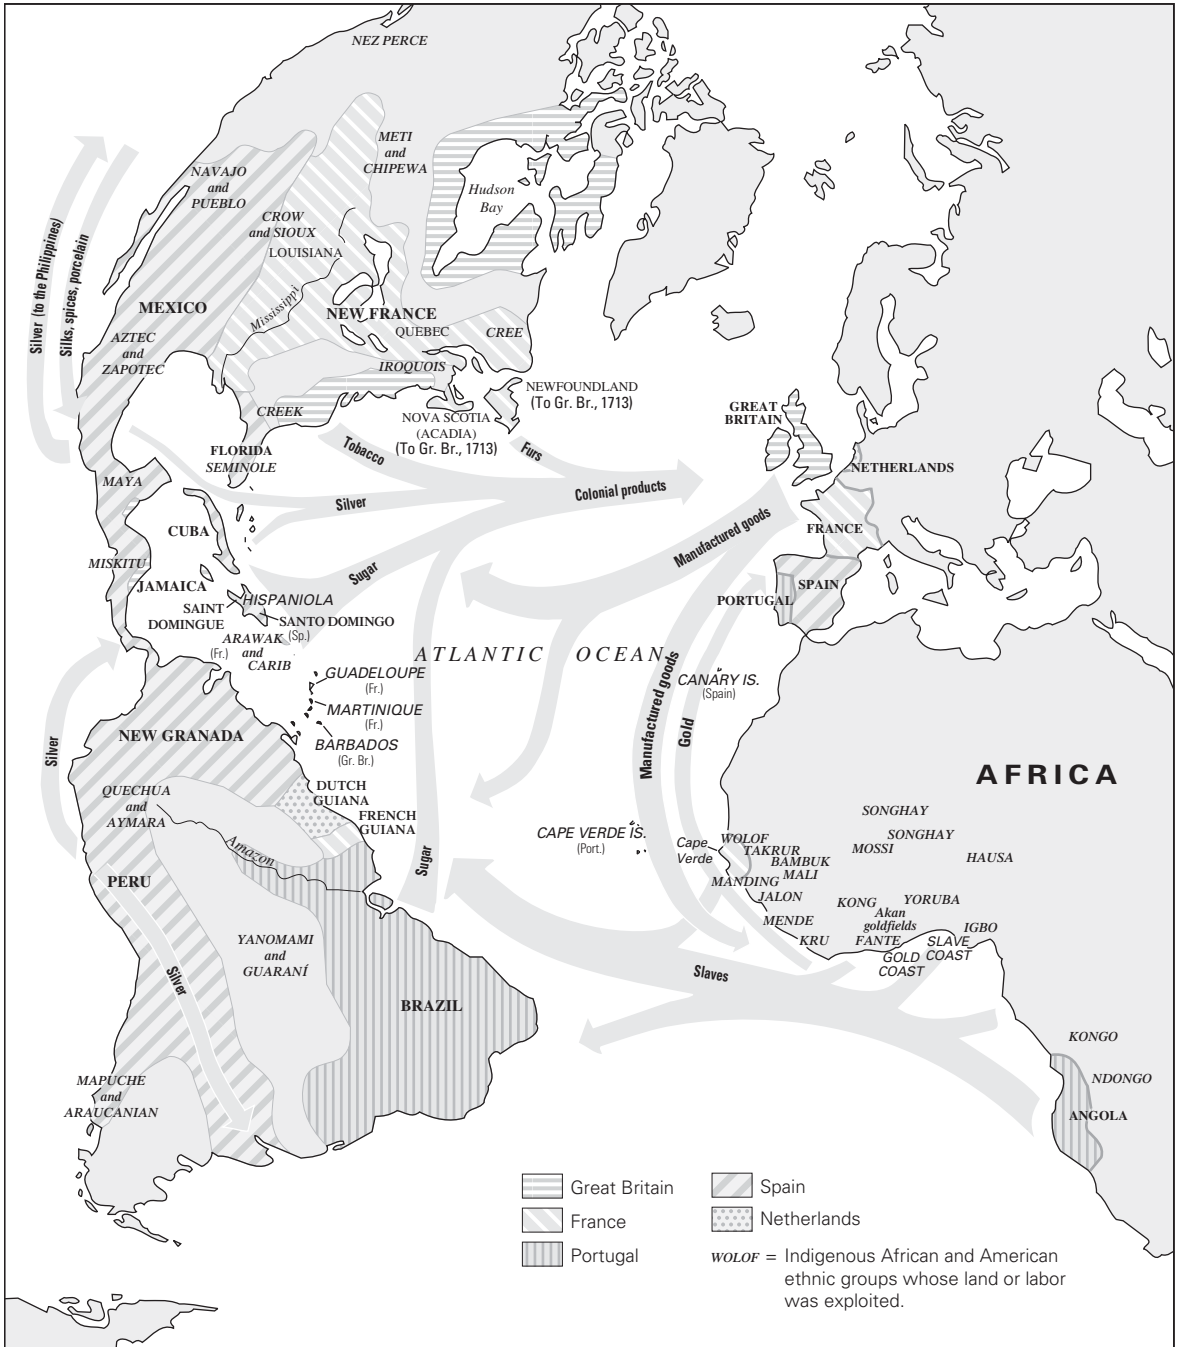 NEZ PERCE
METI
and
CHIPEWA
NAVAJO
and
PUEBLO
Hudson
Bay
CROW
and SIOUX
LOUISIANA
Silver (to the Philippines)
Silks, spices, porcelain
MEXICO
Mississippi
NEW FRANCE
QUEBEC
CREE
AZTEC
and
ZAPOTEC
IROQUOIS
NEWFOUNDLAND
(To Gr. Br., 1713)
CREEK
NOVA SCOTIA
(ACADIA)
(To Gr. Br., 1713)
GREAT
BRITAIN
FLORIDA
SEMINOLE
Tobacco
Furs
NETHERLANDS
MAYA
Silver
Colonial products
Manufactured goods
FRANCE
CUBA
MISKITU
Sugar
JAMAICA
SPAIN
PORTUGAL
HISPANIOLA
SAINT
DOMINGUE
(Fr.)
SANTO DOMINGO
(Sp.)
ARAWAK
and
CARIB
ATLANTIC OCEAN
GUADELOUPE
(Fr.)
CANARY IS.
(Spain)
MARTINIQUE
(Fr.)
Manufactured goods
Gold
BARBADOS
(Gr. Br.)
Silver
NEW GRANADA
AFRICA
QUECHUA
and
AYMARA
DUTCH
GUIANA
FRENCH
GUIANA
Amazon
Sugar
CAPE VERDE IS.
(Port.)
Cape
Verde
SONGHAY
WOLOF
TAKRUR
SONGHAY
MOSSI
HAUSA
BAMBUK
MALI
MANDING
JALON
PERU
KONG
YORUBA
Akan
goldfields
MENDE
KRU
FANTE
IGBO
SLAVE
COAST
GOLD
COAST
YANOMAMI
and
GUARANÍ
Silver
Slaves
BRAZIL
KONGO
NDONGO
ANGOLA
MAPUCHE
and
ARAUCANIAN
Great Britain
Spain
France
Netherlands
Portugal
WOLOF = Indigenous African and American
ethnic groups whose land or labor
was exploited.